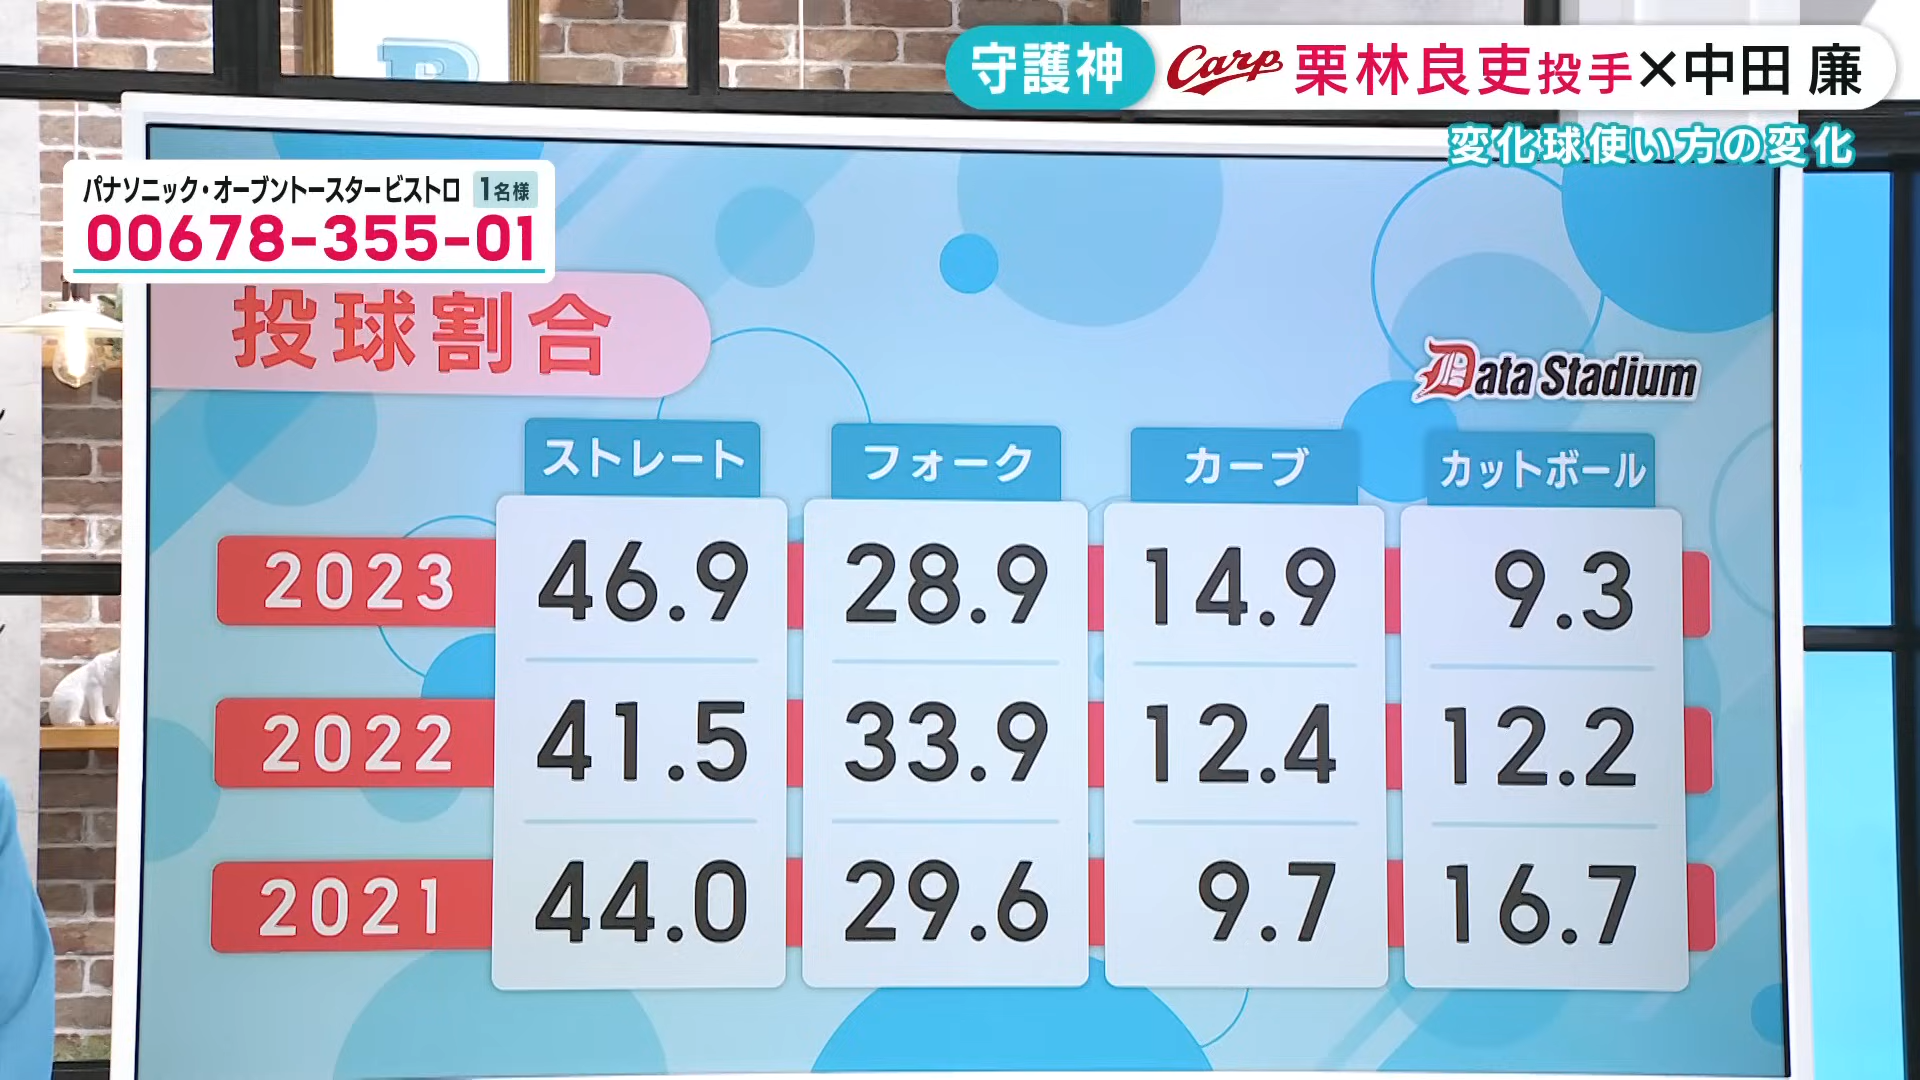 守護神 Carp 栗林良吏投手×中田 廉
変化球使い方の変化
パナソニック・オーブントースタービストロ 1名様
00678-355-01
投球割合
Data Stadium
ストレート フォーク カーブ カットボール
2023 46.9 28.9 14.9 9.3
2022 41.5 33.9 12.4 12.2
2021 44.0 29.6 9.7 16.7